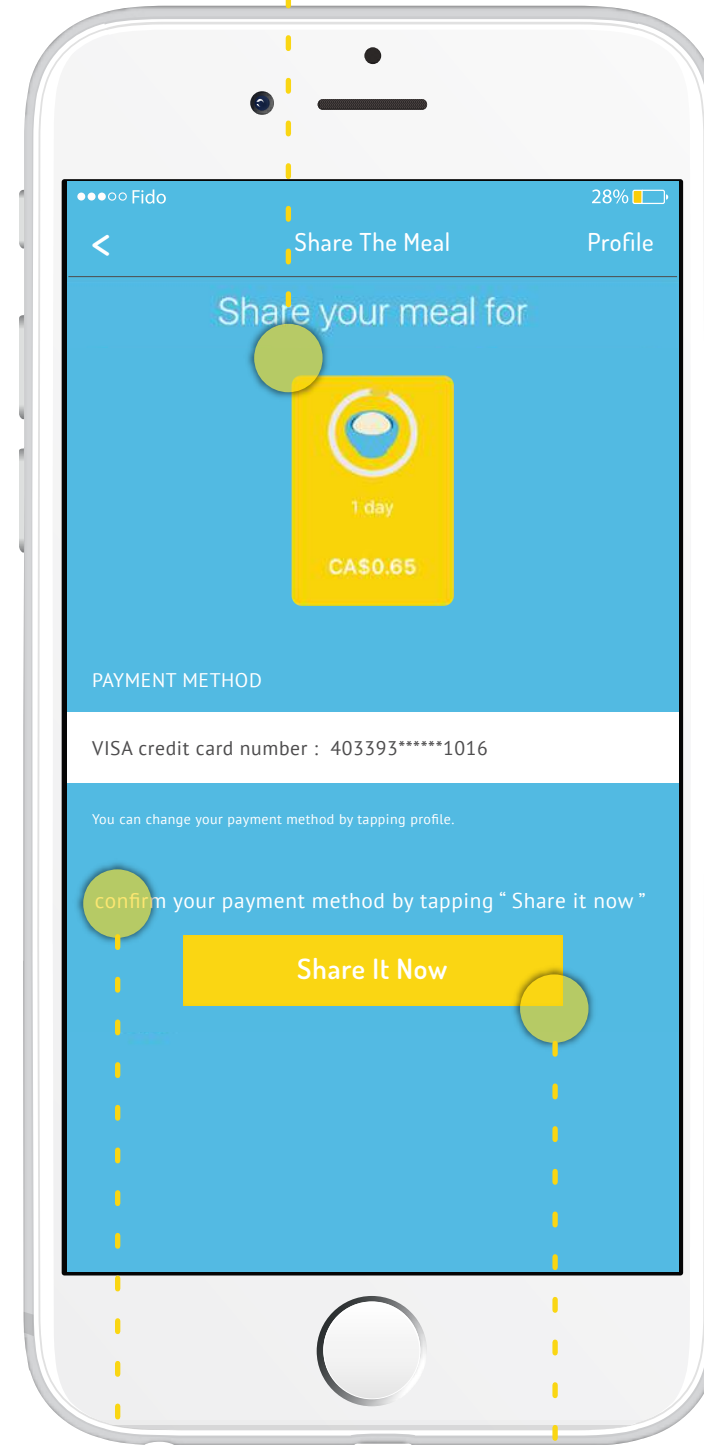 Fido 28%
< Share The Meal Profile
Share your meal for
1 day
CA$0.65
PAYMENT METHOD
VISA credit card number : 403393******1016
You can change your payment method by tapping profile.
confirm your payment method by tapping “ Share it now ”
Share It Now